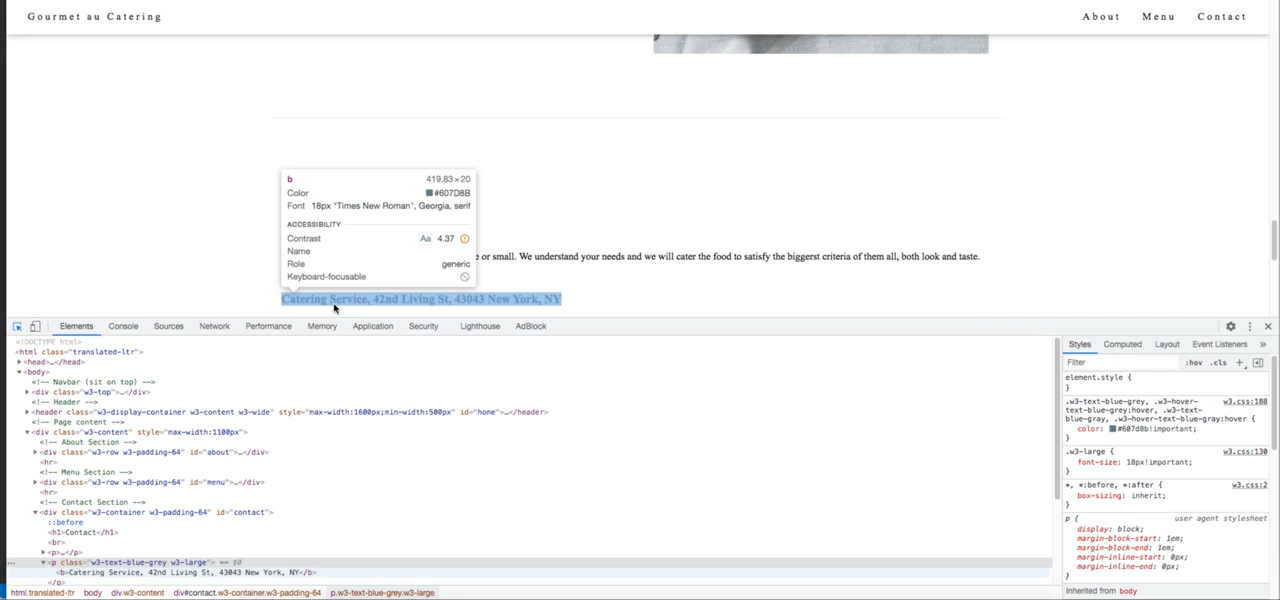 Gourmet au Catering
About Menu Contact
b 419.83 × 20
Color #607D8B
Font 18px "Times New Roman", Georgia, serif
ACCESSIBILITY
Contrast Aa 4.37
Name
Role generic
Keyboard-focusable
e or small. We understand your needs and we will cater the food to satisfy the biggerst criteria of them all, both look and taste.
Catering Service, 42nd Living St, 43043 New York, NY
Elements Console Sources Network Performance Memory Application Security Lighthouse AdBlock
<!DOCTYPE html>
<html class="translated-ltr">
<head>…</head>
<body>
<!-- Navbar (sit on top) -->
<div class="w3-top">…</div>
<!-- Header -->
<header class="w3-display-container w3-content w3-wide" style="max-width:1600px;min-width:500px" id="home">…</header>
<!-- Page content -->
<div class="w3-content" style="max-width:1100px">
<!-- About Section -->
<div class="w3-row w3-padding-64" id="about">…</div>
<hr>
<!-- Menu Section -->
<div class="w3-row w3-padding-64" id="menu">…</div>
<hr>
<!-- Contact Section -->
<div class="w3-container w3-padding-64" id="contact">
::before
<h1>Contact</h1>
<br>
<p>…</p>
… <p class="w3-text-blue-grey w3-large"> == $0
<b>Catering Service, 42nd Living St, 43043 New York, NY</b>
</p>
html.translated-ltr body div.w3-content div#contact.w3-container.w3-padding-64 p.w3-text-blue-grey.w3-large
Styles Computed Layout Event Listeners »
Filter :hov .cls +
element.style {
}
.w3-text-blue-grey, .w3-hover- w3.css:188
text-blue-grey:hover, .w3-text-
blue-gray, .w3-hover-text-blue-gray:hover {
color: #607d8b!important;
}
.w3-large { w3.css:130
font-size: 18px!important;
}
*, *:before, *:after { w3.css:2
box-sizing: inherit;
}
p { user agent stylesheet
display: block;
margin-block-start: 1em;
margin-block-end: 1em;
margin-inline-start: 0px;
margin-inline-end: 0px;
}
Inherited from body